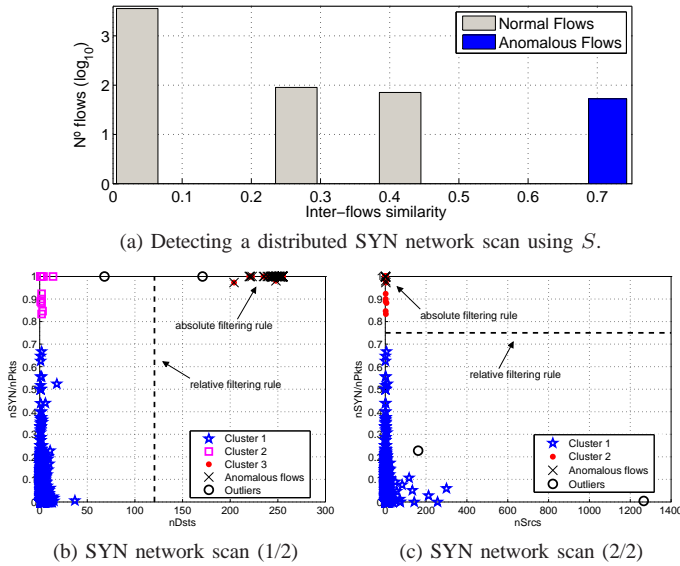 Nº flows (log10)
3
2
1
0
Normal Flows
Anomalous Flows
0 0.1 0.2 0.3 0.4 0.5 0.6 0.7
Inter-flows similarity
(a) Detecting a distributed SYN network scan using S.
nSYN/nPkts
1
0.9
0.8
0.7
0.6
0.5
0.4
0.3
0.2
0.1
0
absolute filtering rule
relative filtering rule
Cluster 1
Cluster 2
Cluster 3
Anomalous flows
Outliers
0 50 100 150 200 250 300
nDsts
(b) SYN network scan (1/2)
nSYN/nPkts
1
0.9
0.8
0.7
0.6
0.5
0.4
0.3
0.2
0.1
0
absolute filtering rule
relative filtering rule
Cluster 1
Cluster 2
Anomalous flows
Outliers
0 200 400 600 800 1000 1200 1400
nSrcs
(c) SYN network scan (2/2)